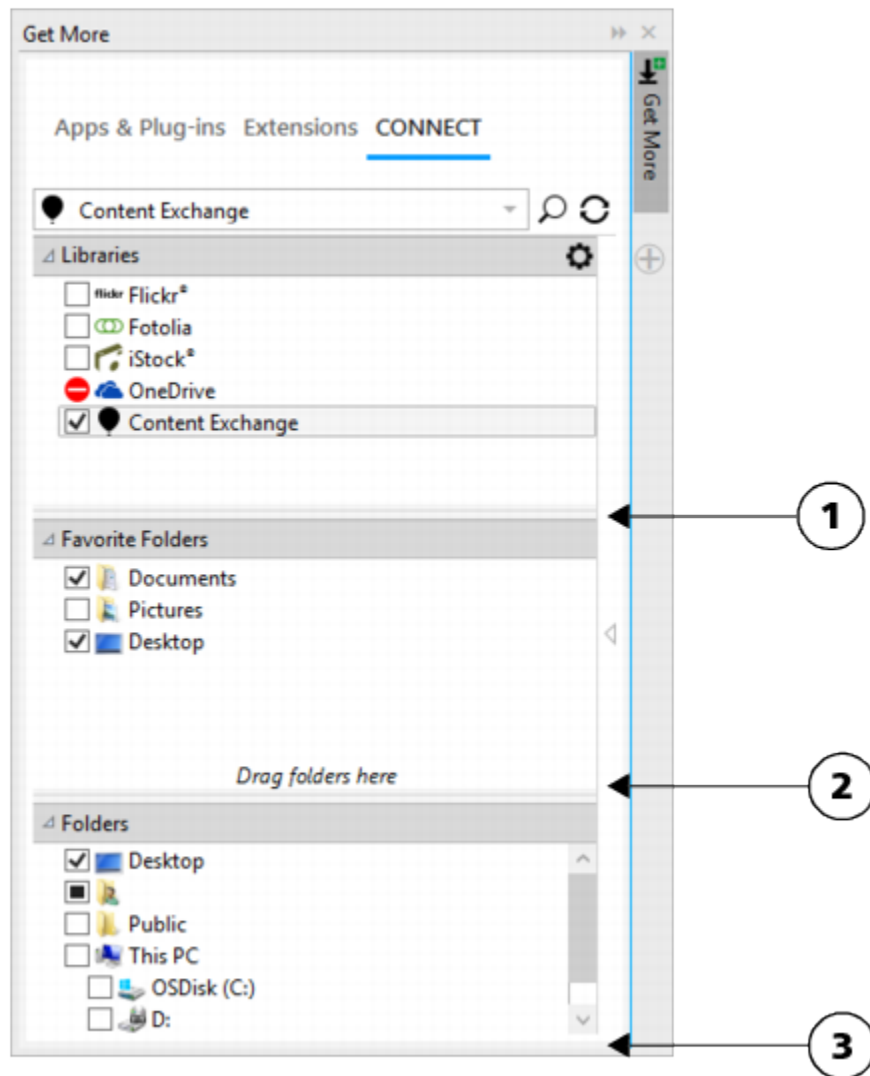 Get More
Get More
Apps & Plug-ins Extensions CONNECT
Content Exchange
Libraries
flickr Flickr®
Fotolia
iStock®
OneDrive
Content Exchange
1
Favorite Folders
Documents
Pictures
Desktop
Drag folders here
2
Folders
Desktop
Public
This PC
OSDisk (C:)
D:
3